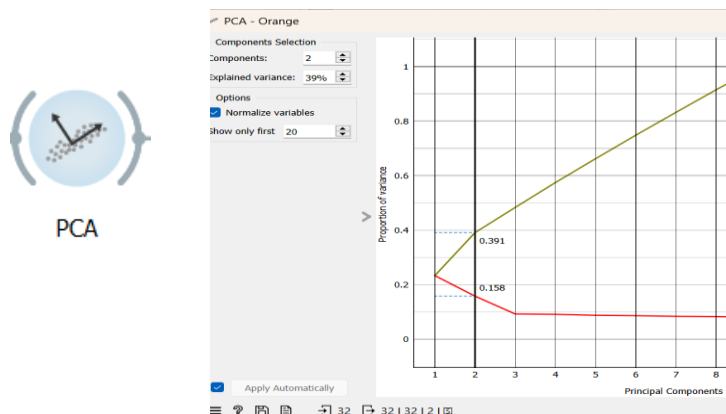 PCA
PCA - Orange
Components Selection
Components: 2
Explained variance: 39%
Options
Normalize variables
Show only first 20
Apply Automatically
? 32 32 | 32 | 2 |
Proportion of variance
1
0.8
0.6
0.4
0.2
0
0.391
0.158
1 2 3 4 5 6 7 8
Principal Components